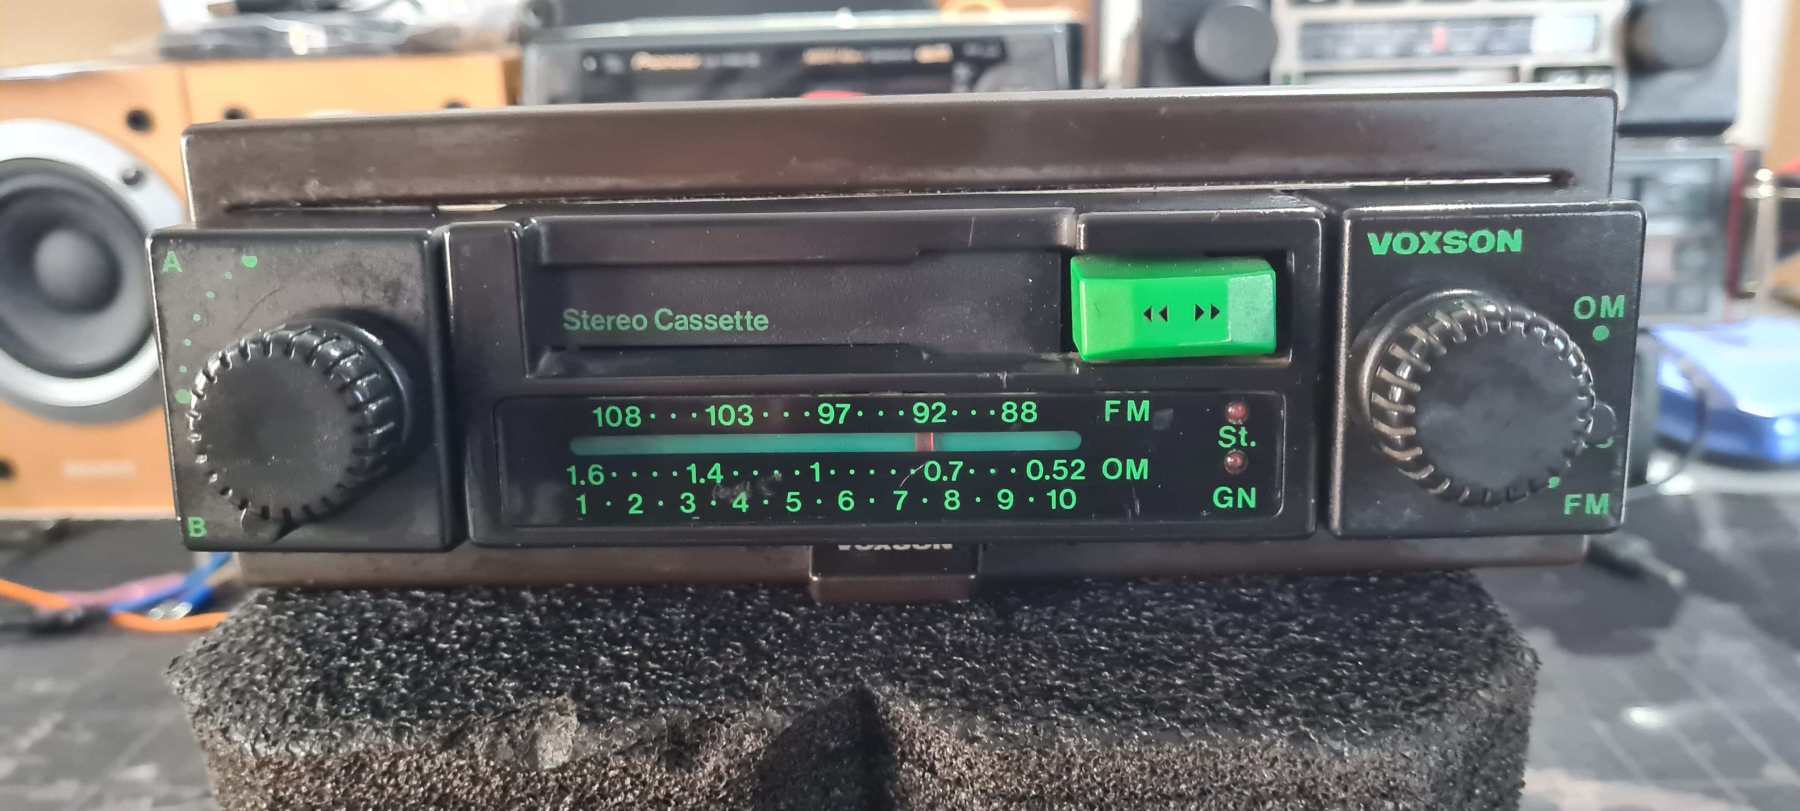 Pioneer
A
VOXSON
OM
Stereo Cassette
108 · · · 103 · · · 97 · · · 92 · · · 88 FM
St.
1.6 · · · · 1.4 · · · · 1 · · · · · 0.7 · · · 0.52 OM
1 · 2 · 3 · 4 · 5 · 6 · 7 · 8 · 9 · 10
GN
FM
B
VOXSON